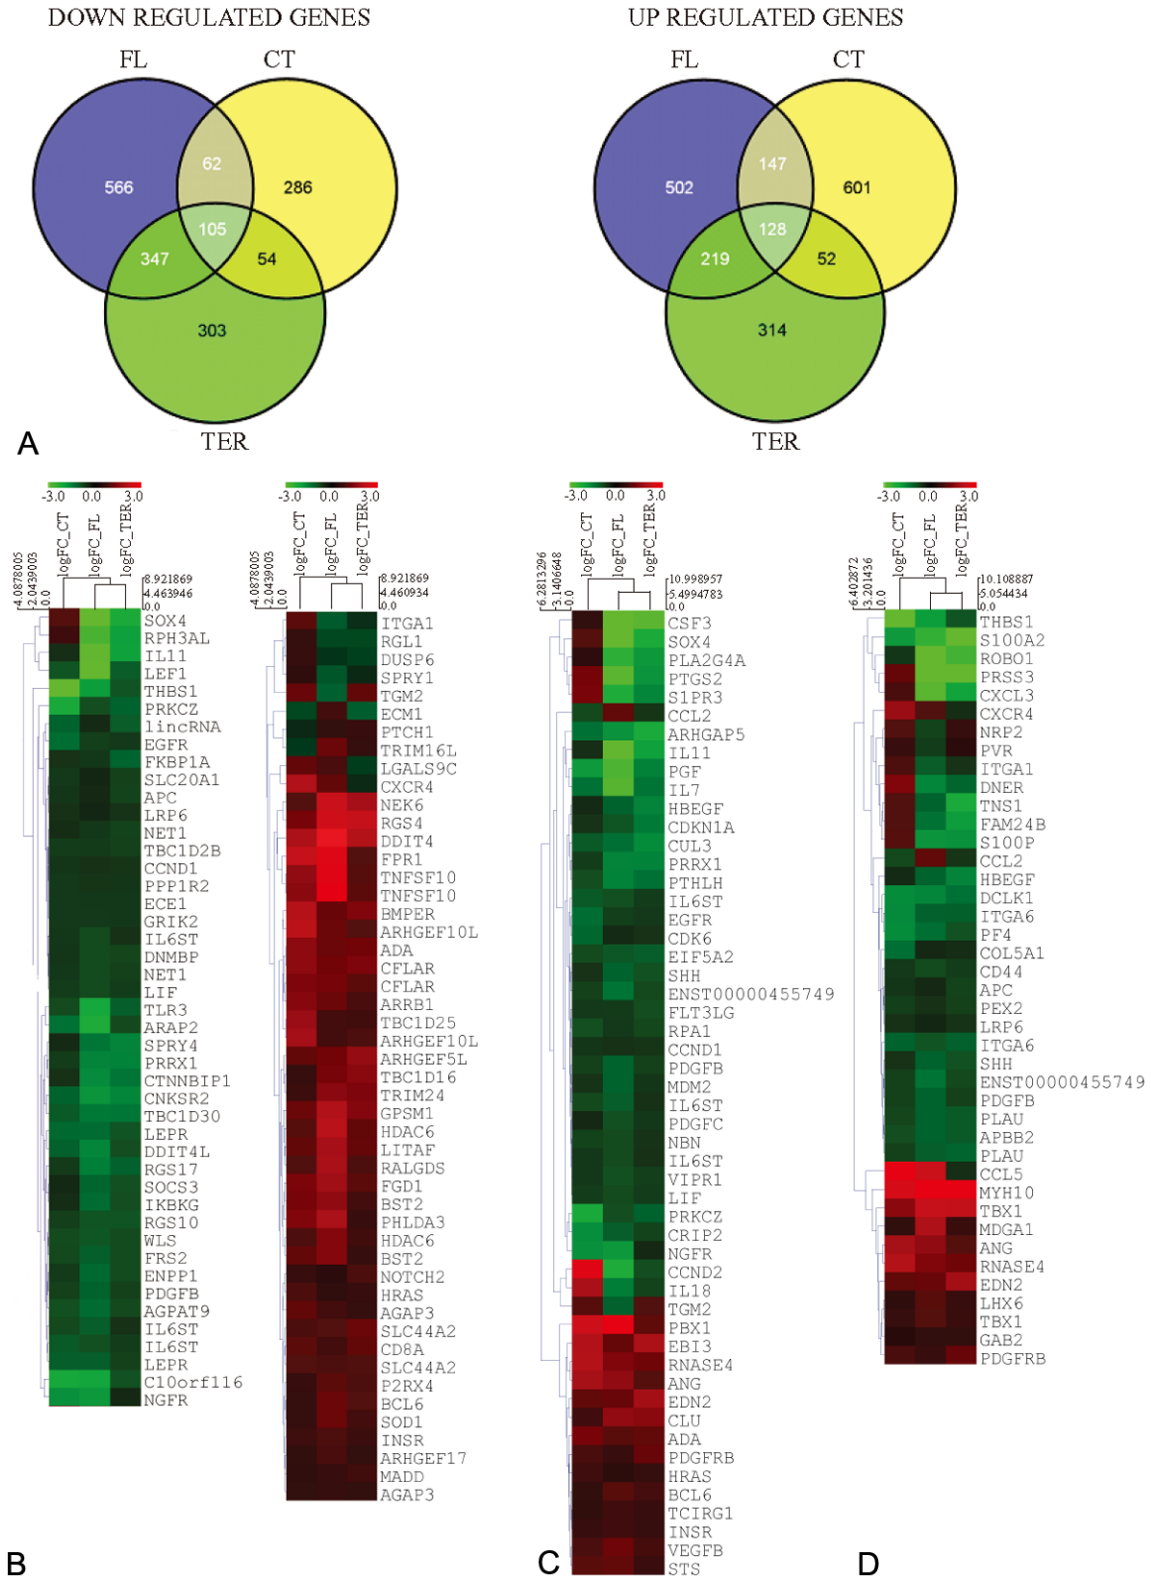 DOWN REGULATED GENES
FL CT
62
566 286
105
347 54
303
TER
UP REGULATED GENES
FL CT
147
502 601
128
219 52
314
TER
A
-3.0 0.0 3.0
logFC_CT
logFC_FL
logFC_TER
4.0878005
2.0439003
0.0
8.921869
4.463946
0.0
SOX4
RPH3AL
IL11
LEF1
THBS1
PRKCZ
lincRNA
EGFR
FKBP1A
SLC20A1
APC
LRP6
NET1
TBC1D2B
CCND1
PPP1R2
ECE1
GRIK2
IL6ST
DNMBP
NET1
LIF
TLR3
ARAP2
SPRY4
PRRX1
CTNNBIP1
CNKSR2
TBC1D30
LEPR
DDIT4L
RGS17
SOCS3
IKBKG
RGS10
WLS
FRS2
ENPP1
PDGFB
AGPAT9
IL6ST
IL6ST
LEPR
C10orf116
NGFR
B
-3.0 0.0 3.0
logFC_CT
logFC_FL
logFC_TER
4.0878005
2.0439003
0.0
8.921869
4.460934
0.0
ITGA1
RGL1
DUSP6
SPRY1
TGM2
ECM1
PTCH1
TRIM16L
LGALS9C
CXCR4
NEK6
RGS4
DDIT4
FPR1
TNFSF10
TNFSF10
BMPER
ARHGEF10L
ADA
CFLAR
CFLAR
ARRB1
TBC1D25
ARHGEF10L
ARHGEF5L
TBC1D16
TRIM24
GPSM1
HDAC6
LITAF
RALGDS
FGD1
BST2
PHLDA3
HDAC6
BST2
NOTCH2
HRAS
AGAP3
SLC44A2
CD8A
SLC44A2
P2RX4
BCL6
SOD1
INSR
ARHGEF17
MADD
AGAP3
-3.0 0.0 3.0
logFC_CT
logFC_FL
logFC_TER
6.2813296
3.1406648
0.0
10.998957
5.4994783
0.0
CSF3
SOX4
PLA2G4A
PTGS2
S1PR3
CCL2
ARHGAP5
IL11
PGF
IL7
HBEGF
CDKN1A
CUL3
PRRX1
PTHLH
IL6ST
EGFR
CDK6
EIF5A2
SHH
ENST00000455749
FLT3LG
RPA1
CCND1
PDGFB
MDM2
IL6ST
PDGFC
NBN
IL6ST
VIPR1
LIF
PRKCZ
CRIP2
NGFR
CCND2
IL18
TGM2
PBX1
EBI3
RNASE4
ANG
EDN2
CLU
ADA
PDGFRB
HRAS
BCL6
TCIRG1
INSR
VEGFB
STS
C
-3.0 0.0 3.0
logFC_CT
logFC_FL
logFC_TER
6.402872
3.201436
0.0
10.108887
5.054434
0.0
THBS1
S100A2
ROBO1
PRSS3
CXCL3
CXCR4
NRP2
PVR
ITGA1
DNER
TNS1
FAM24B
S100P
CCL2
HBEGF
DCLK1
ITGA6
PF4
COL5A1
CD44
APC
PEX2
LRP6
ITGA6
SHH
ENST00000455749
PDGFB
PLAU
APBB2
PLAU
CCL5
MYH10
TBX1
MDGA1
ANG
RNASE4
EDN2
LHX6
TBX1
GAB2
PDGFRB
D